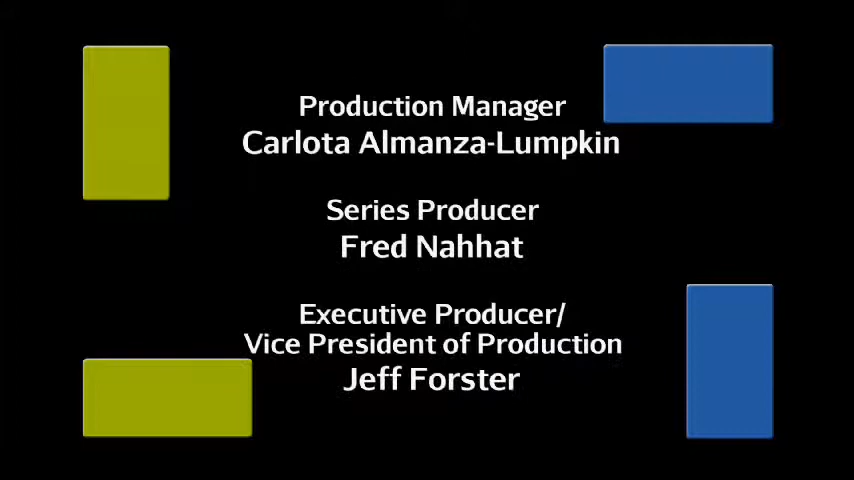 Production Manager
Carlota Almanza-Lumpkin
Series Producer
Fred Nahhat
Executive Producer/
Vice President of Production
Jeff Forster